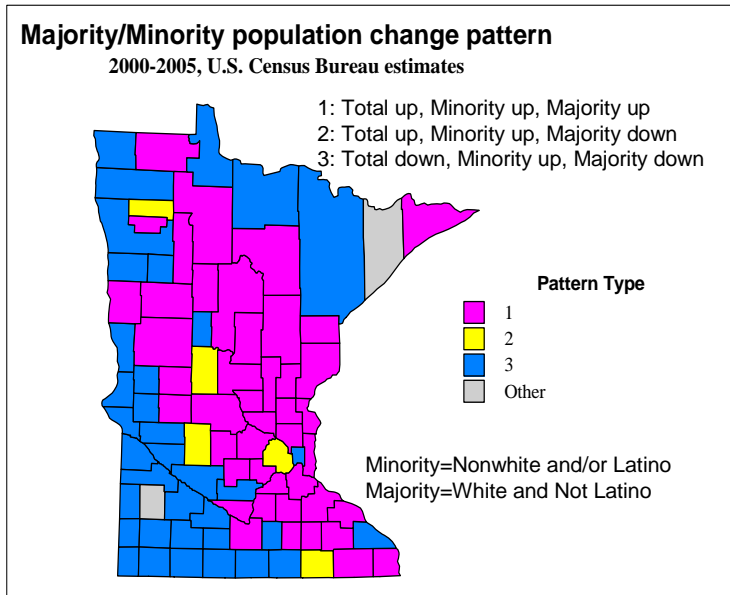 Majority/Minority population change pattern
2000-2005, U.S. Census Bureau estimates
1: Total up, Minority up, Majority up
2: Total up, Minority up, Majority down
3: Total down, Minority up, Majority down
Pattern Type
1
2
3
Other
Minority=Nonwhite and/or Latino
Majority=White and Not Latino